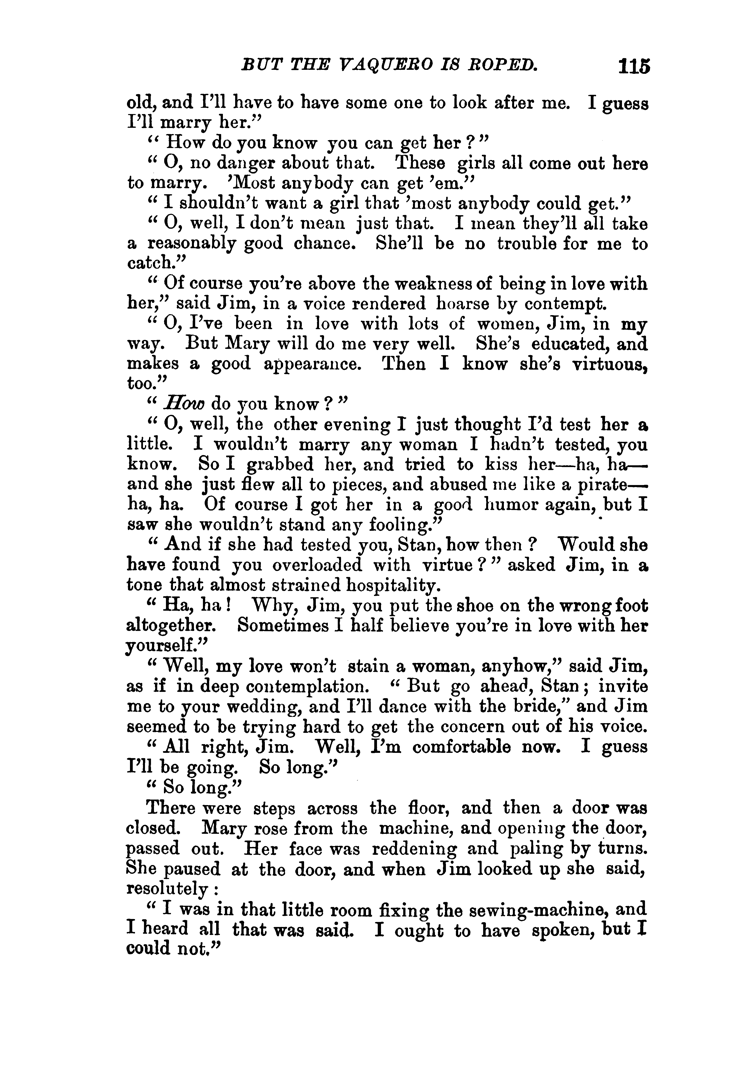 BUT THE VAQUERO IS ROPED. 115
old, and I'll have to have some one to look after me. I guess
I'll marry her."
"How do you know you can get her?"
"O, no danger about that. These girls all come out here
to marry. 'Most anybody can get 'em."
"I shouldn't want a girl that 'most anybody could get."
"O, well, I don't mean just that. I mean they'll all take
a reasonably good chance. She'll be no trouble for me to
catch."
"Of course you're above the weakness of being in love with
her," said Jim, in a voice rendered hoarse by contempt.
"O, I've been in love with lots of women, Jim, in my
way. But Mary will do me very well. She's educated, and
makes a good appearance. Then I know she's virtuous,
too."
"How do you know?"
"O, well, the other evening I just thought I'd test her a
little. I wouldn't marry any woman I hadn't tested, you
know. So I grabbed her, and tried to kiss her—ha, ha—
and she just flew all to pieces, and abused me like a pirate—
ha, ha. Of course I got her in a good humor again, but I
saw she wouldn't stand any fooling."
"And if she had tested you, Stan, how then? Would she
have found you overloaded with virtue?" asked Jim, in a
tone that almost strained hospitality.
"Ha, ha! Why, Jim, you put the shoe on the wrong foot
altogether. Sometimes I half believe you're in love with her
yourself."
"Well, my love won't stain a woman, anyhow," said Jim,
as if in deep contemplation. "But go ahead, Stan; invite
me to your wedding, and I'll dance with the bride," and Jim
seemed to be trying hard to get the concern out of his voice.
"All right, Jim. Well, I'm comfortable now. I guess
I'll be going. So long."
"So long."
There were steps across the floor, and then a door was
closed. Mary rose from the machine, and opening the door,
passed out. Her face was reddening and paling by turns.
She paused at the door, and when Jim looked up she said,
resolutely:
"I was in that little room fixing the sewing-machine, and
I heard all that was said. I ought to have spoken, but I
could not."